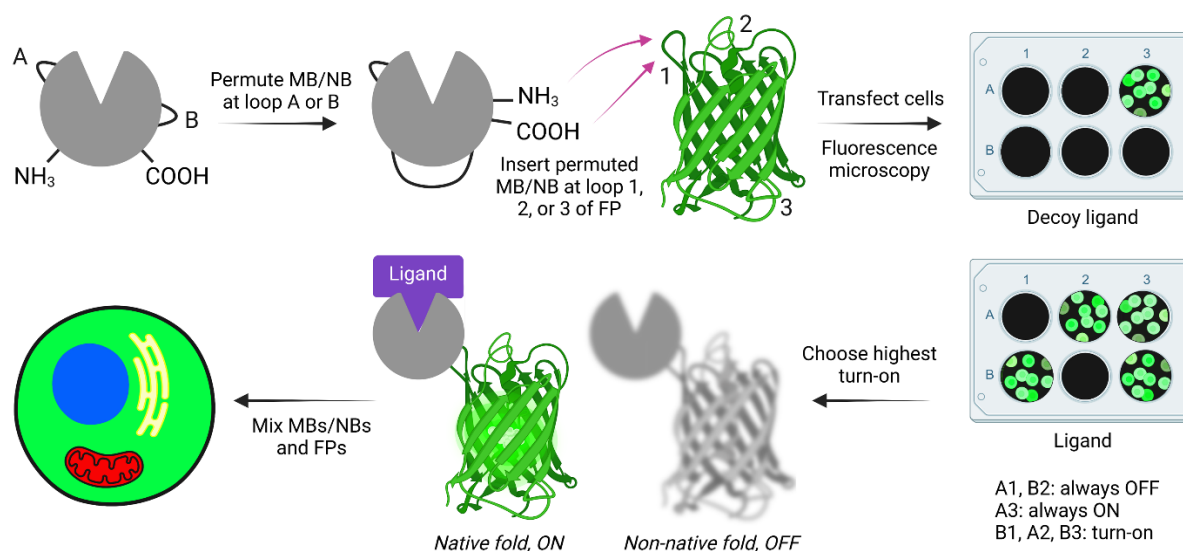 A
B
NH3
COOH
Permute MB/NB
at loop A or B
NH3
COOH
Insert permuted
MB/NB at loop 1,
2, or 3 of FP
1
2
3
Transfect cells
Fluorescence
microscopy
1 2 3
A
B
Decoy ligand
Ligand
Mix MBs/NBs
and FPs
Native fold, ON
Non-native fold, OFF
Choose highest
turn-on
1 2 3
A
B
Ligand
A1, B2: always OFF
A3: always ON
B1, A2, B3: turn-on